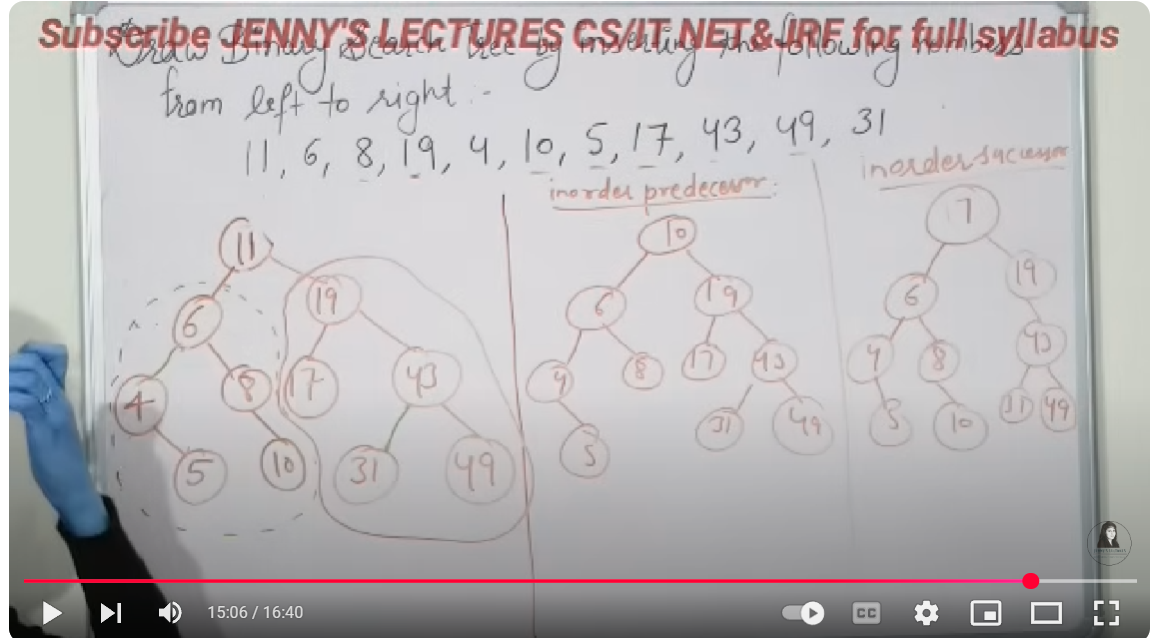 Subscribe JENNY'S LECTURES CS/IT NET& JRF for full syllabus
Draw Binary Search Tree by inserting the following numbers
from left to right :-
11, 6, 8, 19, 4, 10, 5, 17, 43, 49, 31
inorder predecessor:
inorder successor
11
6 19
4 8 17 43
5 10 31 49
10
6 19
4 8 17 43
5 31 49
17
6 19
4 8 43
5 10 31 49
15:06 / 16:40
CC